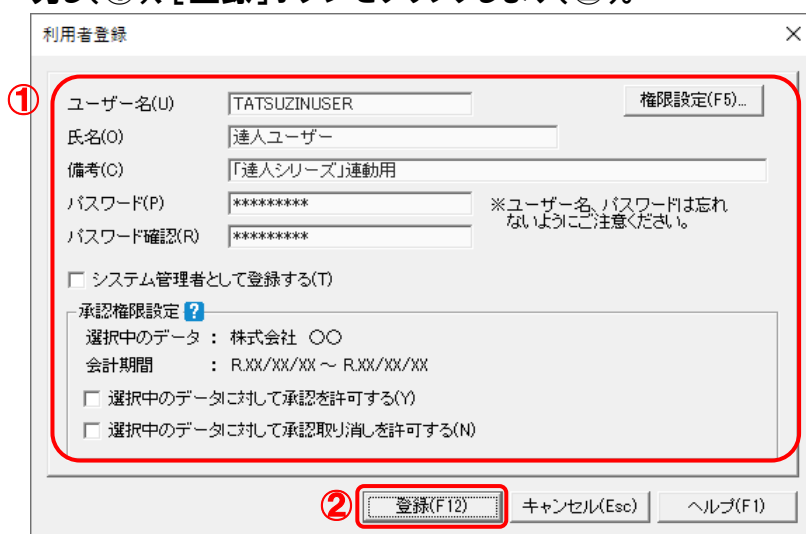 利用者登録
①
ユーザー名(U) TATSUZINUSER 権限設定(F5)...
氏名(O) 達人ユーザー
備考(C) 「達人シリーズ」連動用
パスワード(P) *********
※ユーザー名、パスワードは忘れ
ないようにご注意ください。
パスワード確認(R) *********
システム管理者として登録する(T)
承認権限設定 ?
選択中のデータ : 株式会社 〇〇
会計期間 : R.XX/XX/XX ～ R.XX/XX/XX
選択中のデータに対して承認を許可する(Y)
選択中のデータに対して承認取り消しを許可する(N)
② 登録(F12) キャンセル(Esc) ヘルプ(F1)